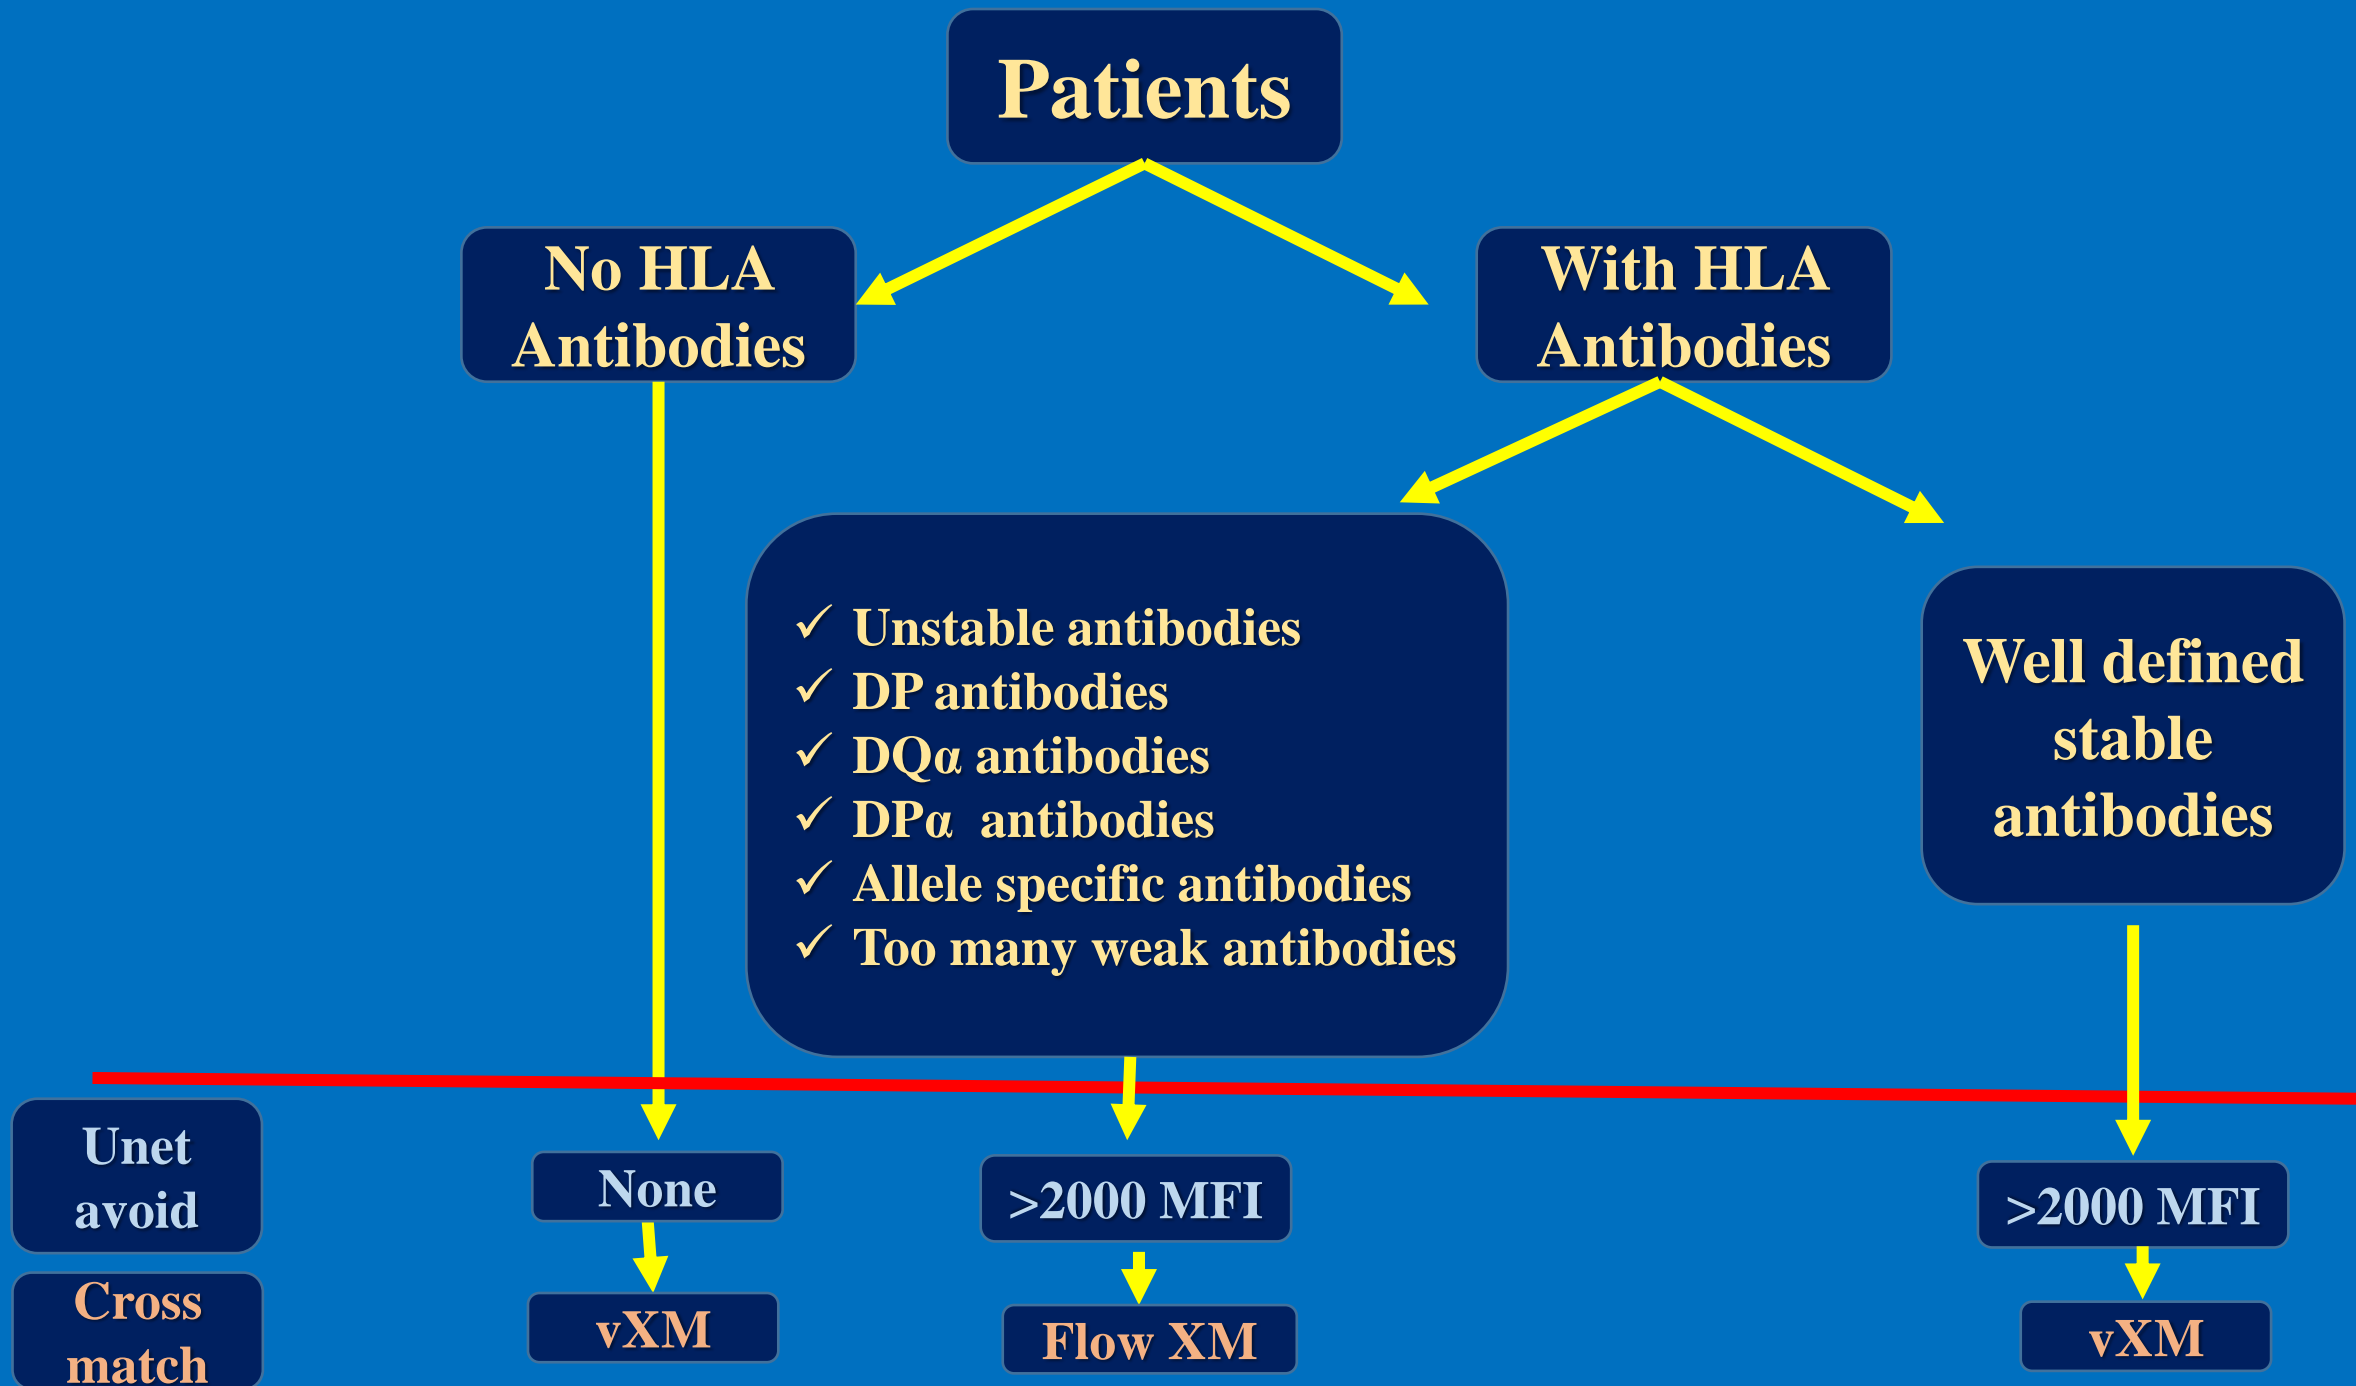 Patients
No HLA
Antibodies
With HLA
Antibodies
✓ Unstable antibodies
✓ DP antibodies
✓ DQα antibodies
✓ DPα antibodies
✓ Allele specific antibodies
✓ Too many weak antibodies
Well defined
stable
antibodies
Unet
avoid
None
>2000 MFI
>2000 MFI
Cross
match
vXM
Flow XM
vXM